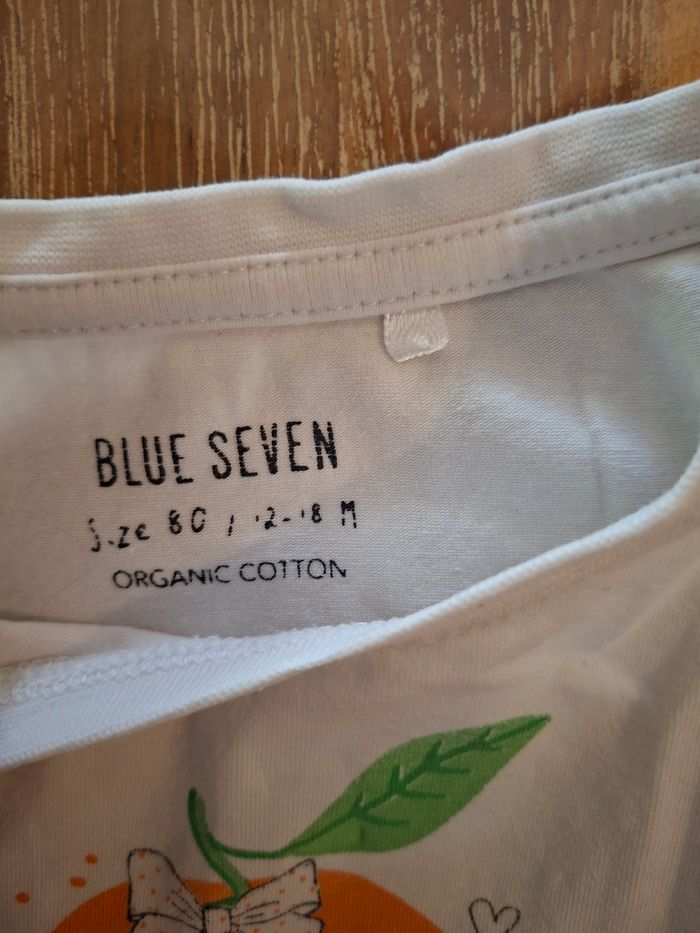 BLUE SEVEN
Size 80 / 12-18 M
ORGANIC COTTON